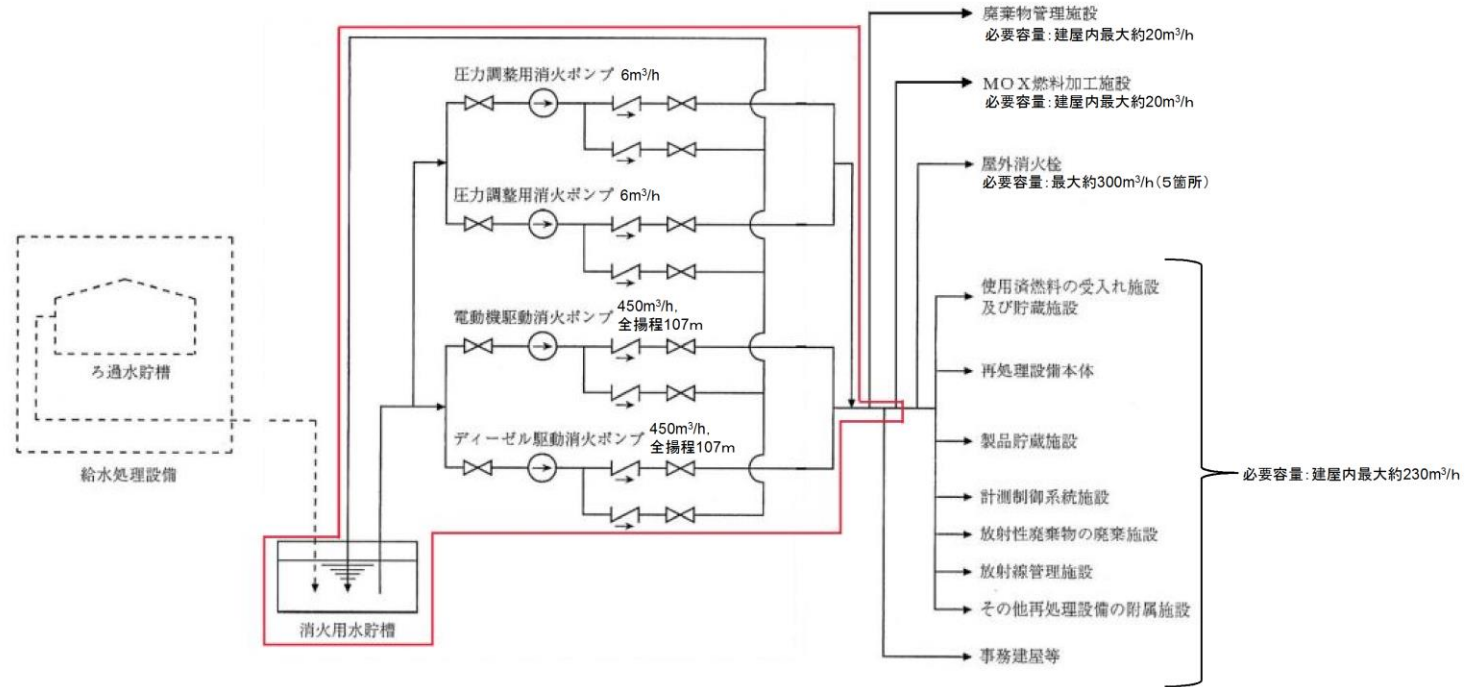 廃棄物管理施設
必要容量:建屋内最大約20m³/h
圧力調整用消火ポンプ 6m³/h
MOX燃料加工施設
必要容量:建屋内最大約20m³/h
屋外消火栓
必要容量:最大約300m³/h(5箇所)
圧力調整用消火ポンプ 6m³/h
使用済燃料の受入れ施設
及び貯蔵施設
電動機駆動消火ポンプ 450m³/h,
全揚程107m
再処理設備本体
ろ過水貯槽
ディーゼル駆動消火ポンプ 450m³/h,
全揚程107m
製品貯蔵施設
給水処理設備
必要容量:建屋内最大約230m³/h
計測制御系統施設
放射性廃棄物の廃棄施設
放射線管理施設
その他再処理設備の附属施設
消火用水貯槽
事務建屋等